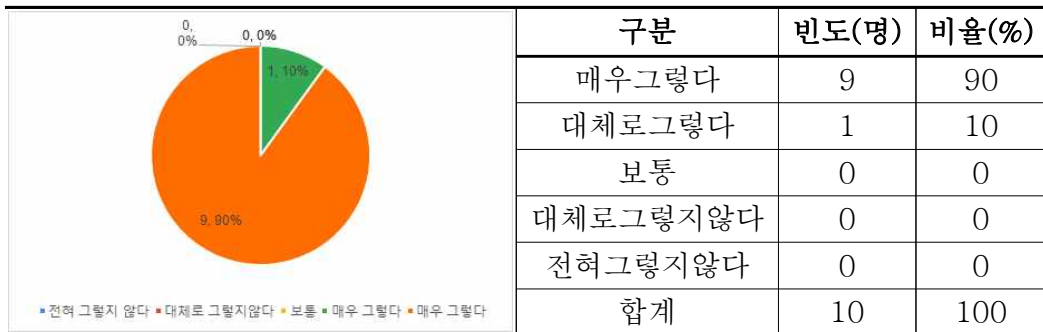 0,
0%
0, 0%
1, 10%
9, 90%
전혀 그렇지 않다 대체로 그렇지않다 보통 매우 그렇다 매우 그렇다
구분 빈도(명) 비율(%)
매우그렇다 9 90
대체로그렇다 1 10
보통 0 0
대체로그렇지않다 0 0
전혀그렇지않다 0 0
합계 10 100